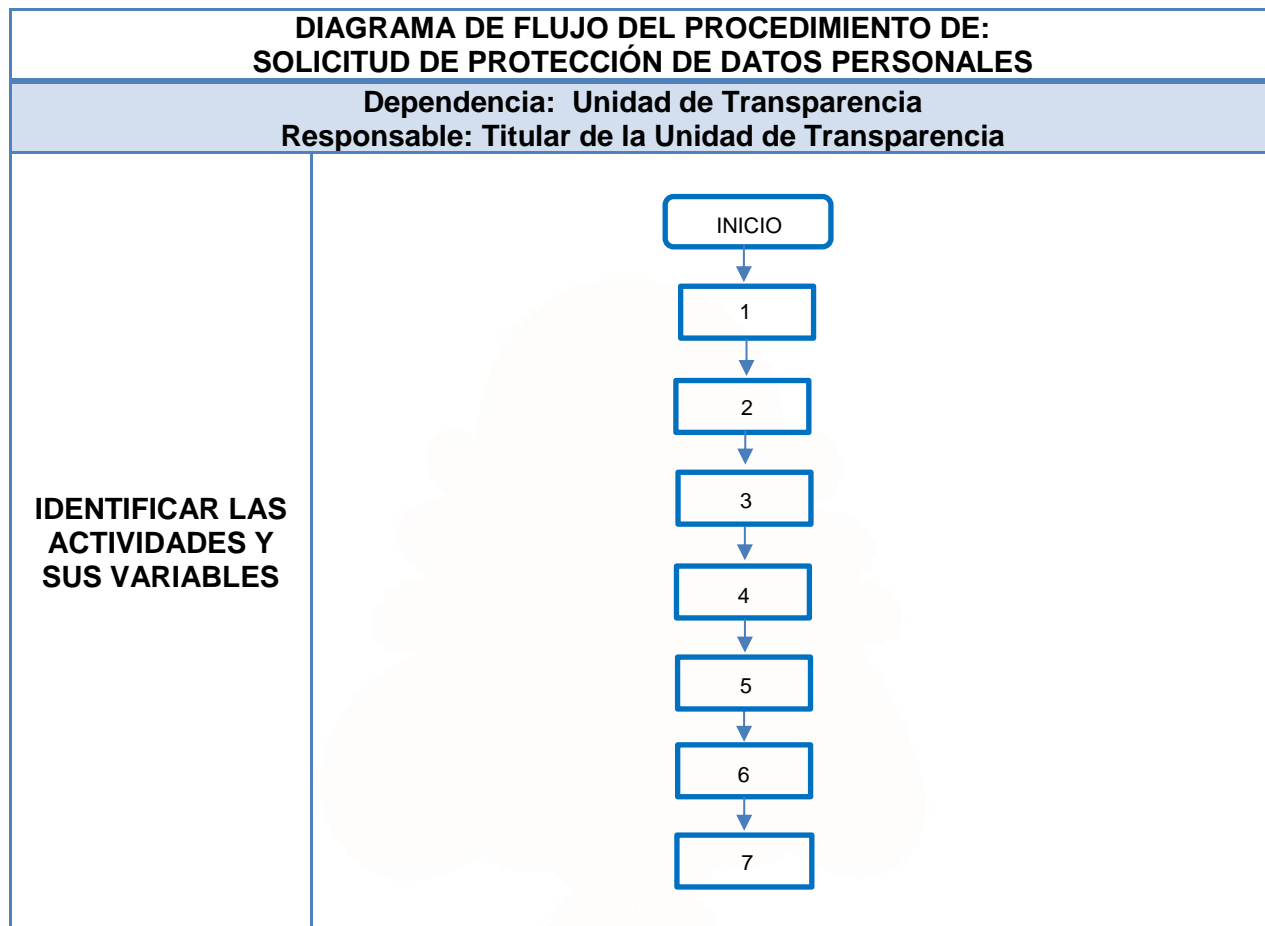 DIAGRAMA DE FLUJO DEL PROCEDIMIENTO DE:
SOLICITUD DE PROTECCIÓN DE DATOS PERSONALES
Dependencia: Unidad de Transparencia
Responsable: Titular de la Unidad de Transparencia
IDENTIFICAR LAS
ACTIVIDADES Y
SUS VARIABLES
INICIO
1
2
3
4
5
6
7